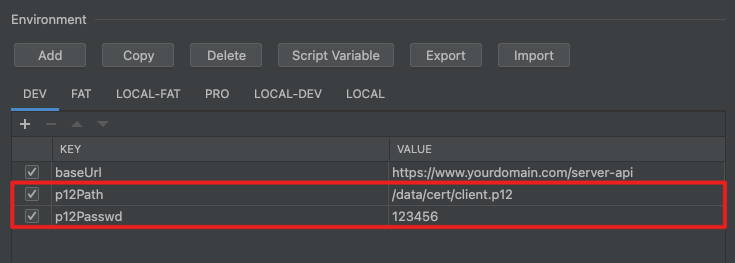 Environment
Add Copy Delete Script Variable Export Import
DEV FAT LOCAL-FAT PRO LOCAL-DEV LOCAL
KEY VALUE
baseUrl https://www.yourdomain.com/server-api
p12Path /data/cert/client.p12
p12Passwd 123456